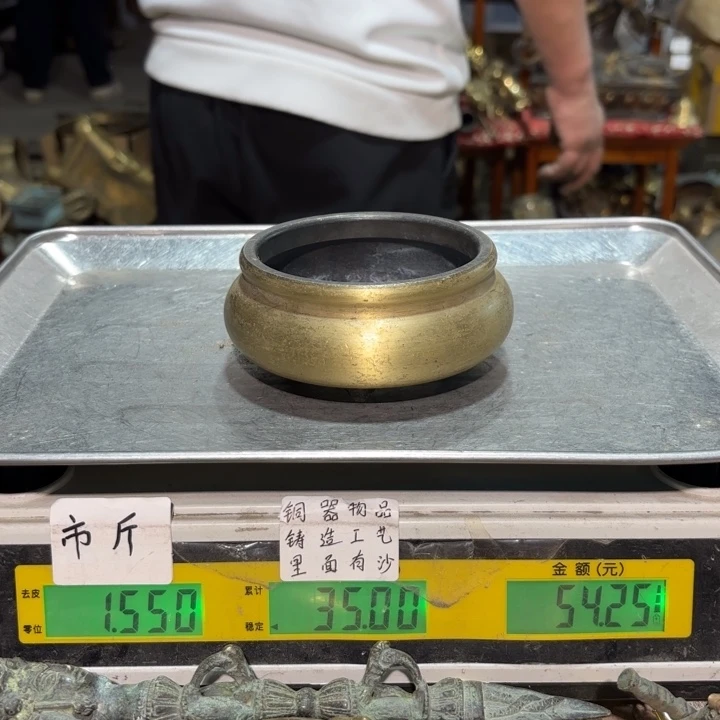 市斤
铜器物品
铸造工艺
里面有沙
金额(元)
去皮
零位
1.550
累计
稳定
35.00
54.25